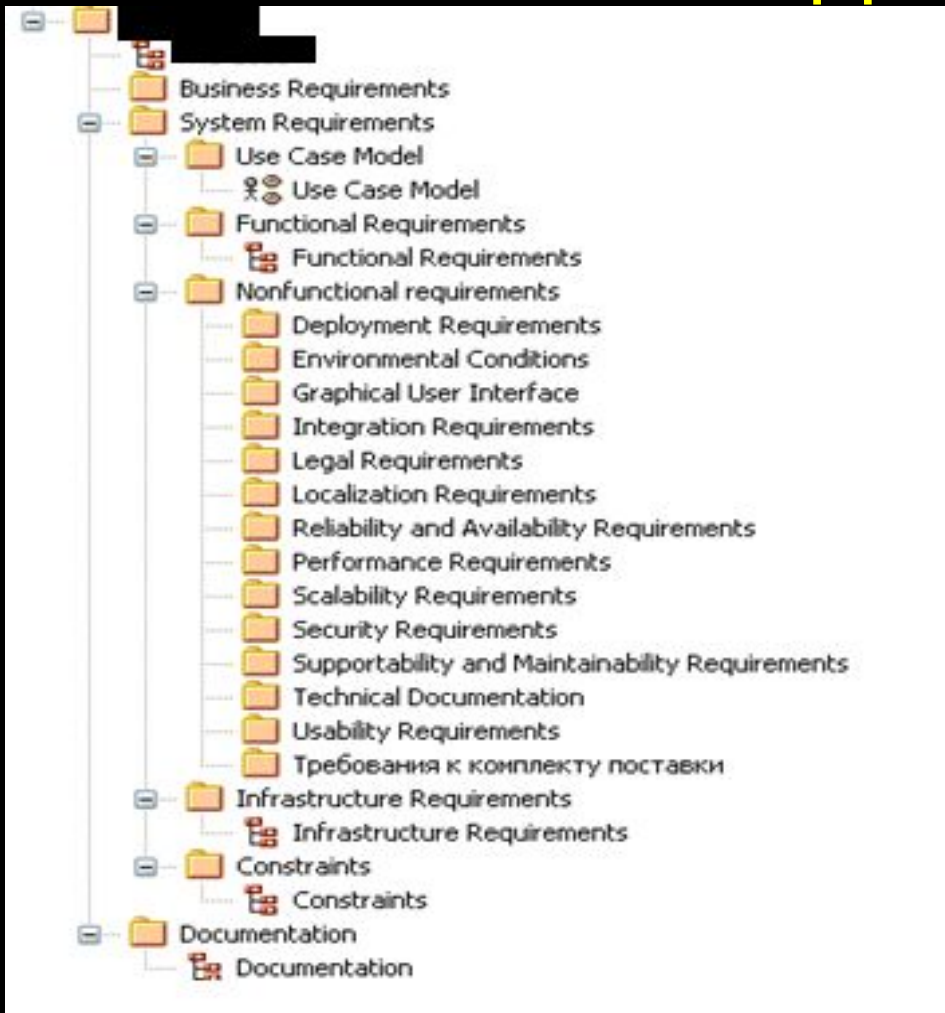 Business Requirements
System Requirements
Use Case Model
Use Case Model
Functional Requirements
Functional Requirements
Nonfunctional requirements
Deployment Requirements
Environmental Conditions
Graphical User Interface
Integration Requirements
Legal Requirements
Localization Requirements
Reliability and Availability Requirements
Performance Requirements
Scalability Requirements
Security Requirements
Supportability and Maintainability Requirements
Technical Documentation
Usability Requirements
Требования к комплекту поставки
Infrastructure Requirements
Infrastructure Requirements
Constraints
Constraints
Documentation
Documentation